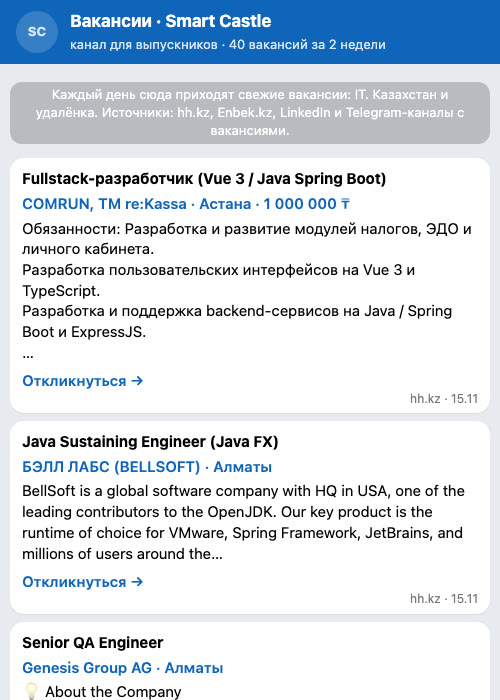 SC
Вакансии · Smart Castle
канал для выпускников · 40 вакансий за 2 недели
Каждый день сюда приходят свежие вакансии: IT. Казахстан и
удалёнка. Источники: hh.kz, Enbek.kz, LinkedIn и Telegram-каналы с
вакансиями.
Fullstack-разработчик (Vue 3 / Java Spring Boot)
COMRUN, TM re:Kassa · Астана · 1 000 000 ₸
Обязанности: Разработка и развитие модулей налогов, ЭДО и
личного кабинета.
Разработка пользовательских интерфейсов на Vue 3 и
TypeScript.
Разработка и поддержка backend-сервисов на Java / Spring
Boot и ExpressJS.
...
Откликнуться →
hh.kz · 15.11
Java Sustaining Engineer (Java FX)
БЭЛЛ ЛАБС (BELLSOFT) · Алматы
BellSoft is a global software company with HQ in USA, one of the
leading contributors to the OpenJDK. Our key product is the
runtime of choice for VMware, Spring Framework, JetBrains, and
millions of users around the...
Откликнуться →
hh.kz · 15.11
Senior QA Engineer
Genesis Group AG · Алматы
💡 About the Company